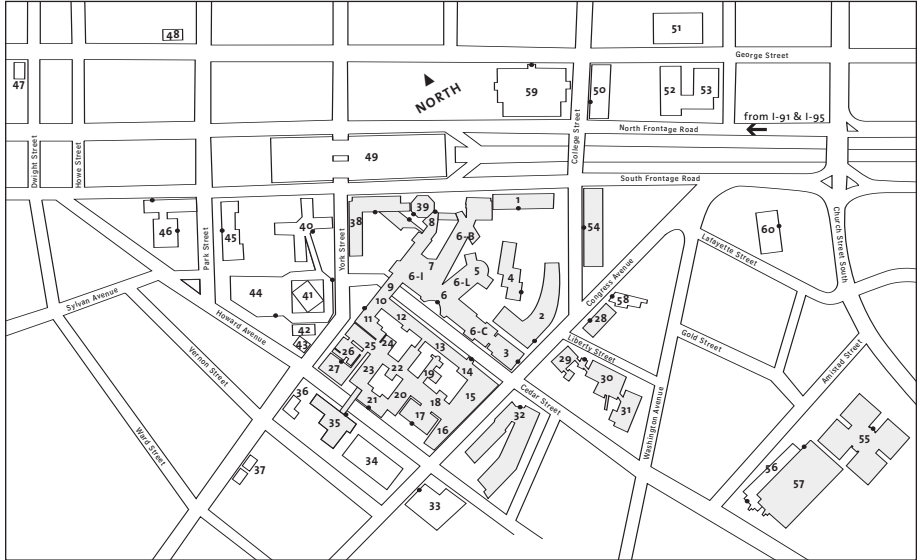 48
51
George Street
47
59
50
52
53
NORTH
from I-91 & I-95
North Frontage Road
College Street
Dwight Street
Howe Street
49
South Frontage Road
46
45
Park Street
40
York Street
38
39
8
1
6-B
54
60
Church Street South
Lafayette Street
7
6-I
5
6-L
4
44
41
9
10
6
2
Congress Avenue
58
28
Sylvan Avenue
Howard Avenue
42
43
11
12
6-C
3
Liberty Street
Gold Street
Vernon Street
26
25
24
13
27
23
22
19
14
29
30
Amistad Street
36
21
20
18
15
Cedar Street
31
Washington Avenue
35
17
16
32
Ward Street
37
34
33
55
56
57